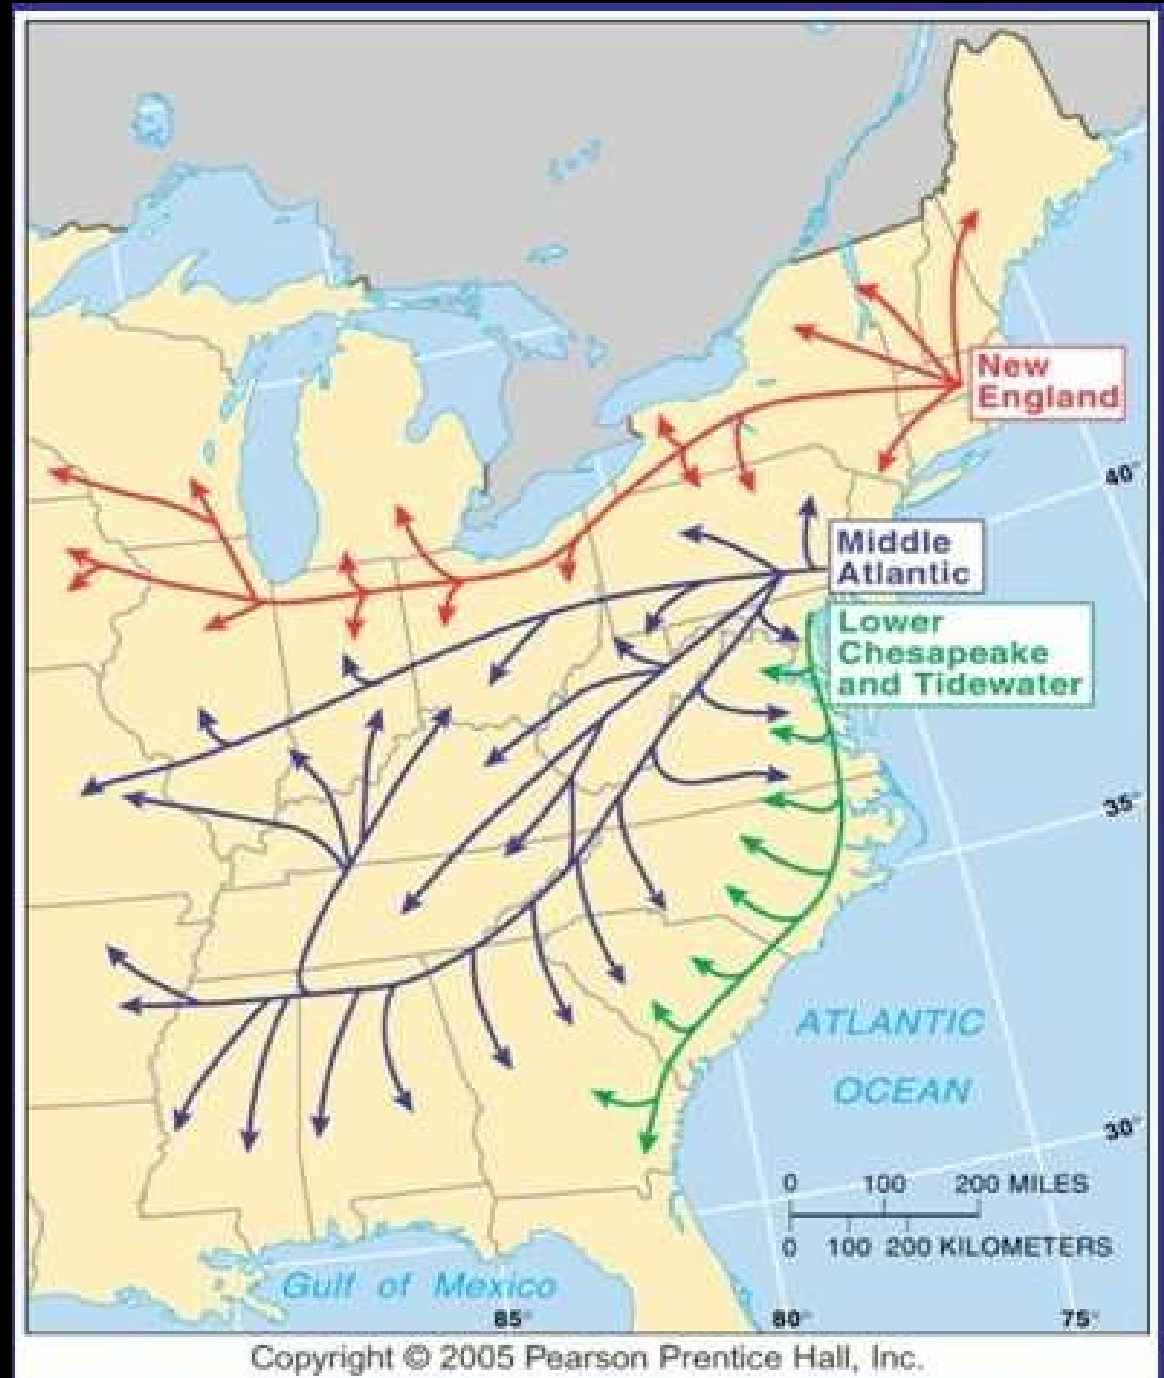 New
England
40°
Middle
Atlantic
Lower
Chesapeake
and Tidewater
35°
ATLANTIC
OCEAN
30°
0 100 200 MILES
0 100 200 KILOMETERS
Gulf of Mexico
85° 80° 75°
Copyright © 2005 Pearson Prentice Hall, Inc.